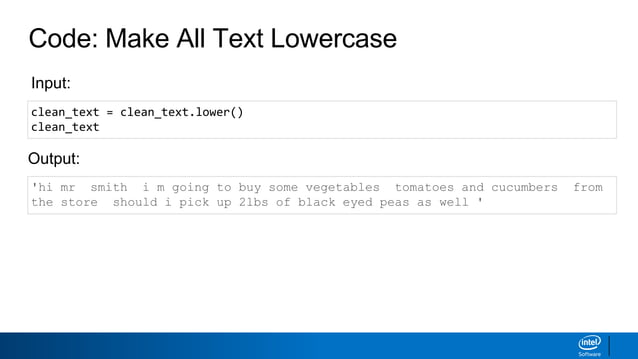 Code: Make All Text Lowercase
Input:
clean_text = clean_text.lower()
clean_text
Output:
'hi mr  smith  i m going to buy some vegetables  tomatoes and cucumbers  from
the store  should i pick up 2lbs of black eyed peas as well '
intel
Software